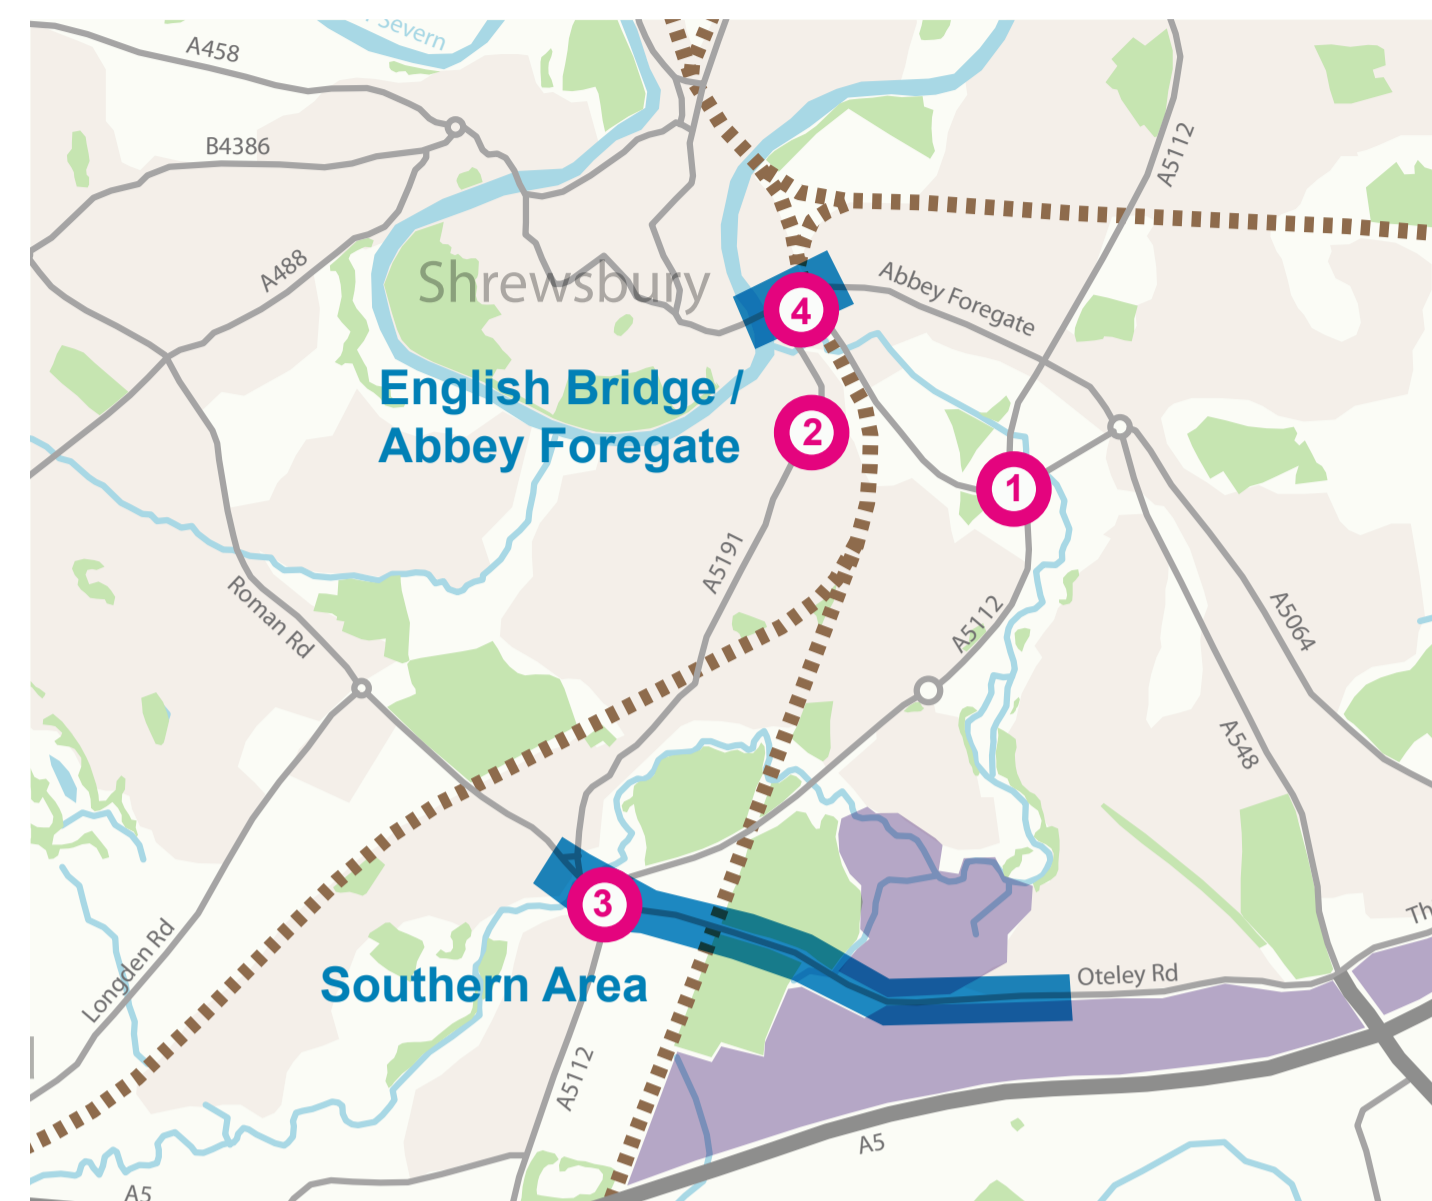 Severn
A458
B4386
A5112
A488
Shrewsbury
Abbey Foregate
4
English Bridge /
Abbey Foregate
2
1
A5191
Roman Rd
A5112
A5064
A548
3
Longden Rd
Th
Southern Area
Oteley Rd
A5112
A5
A5